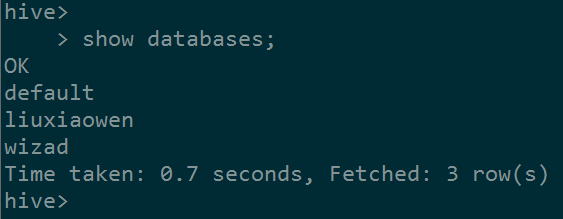 hive>
    > show databases;
OK
default
liuxiaowen
wizad
Time taken: 0.7 seconds, Fetched: 3 row(s)
hive>